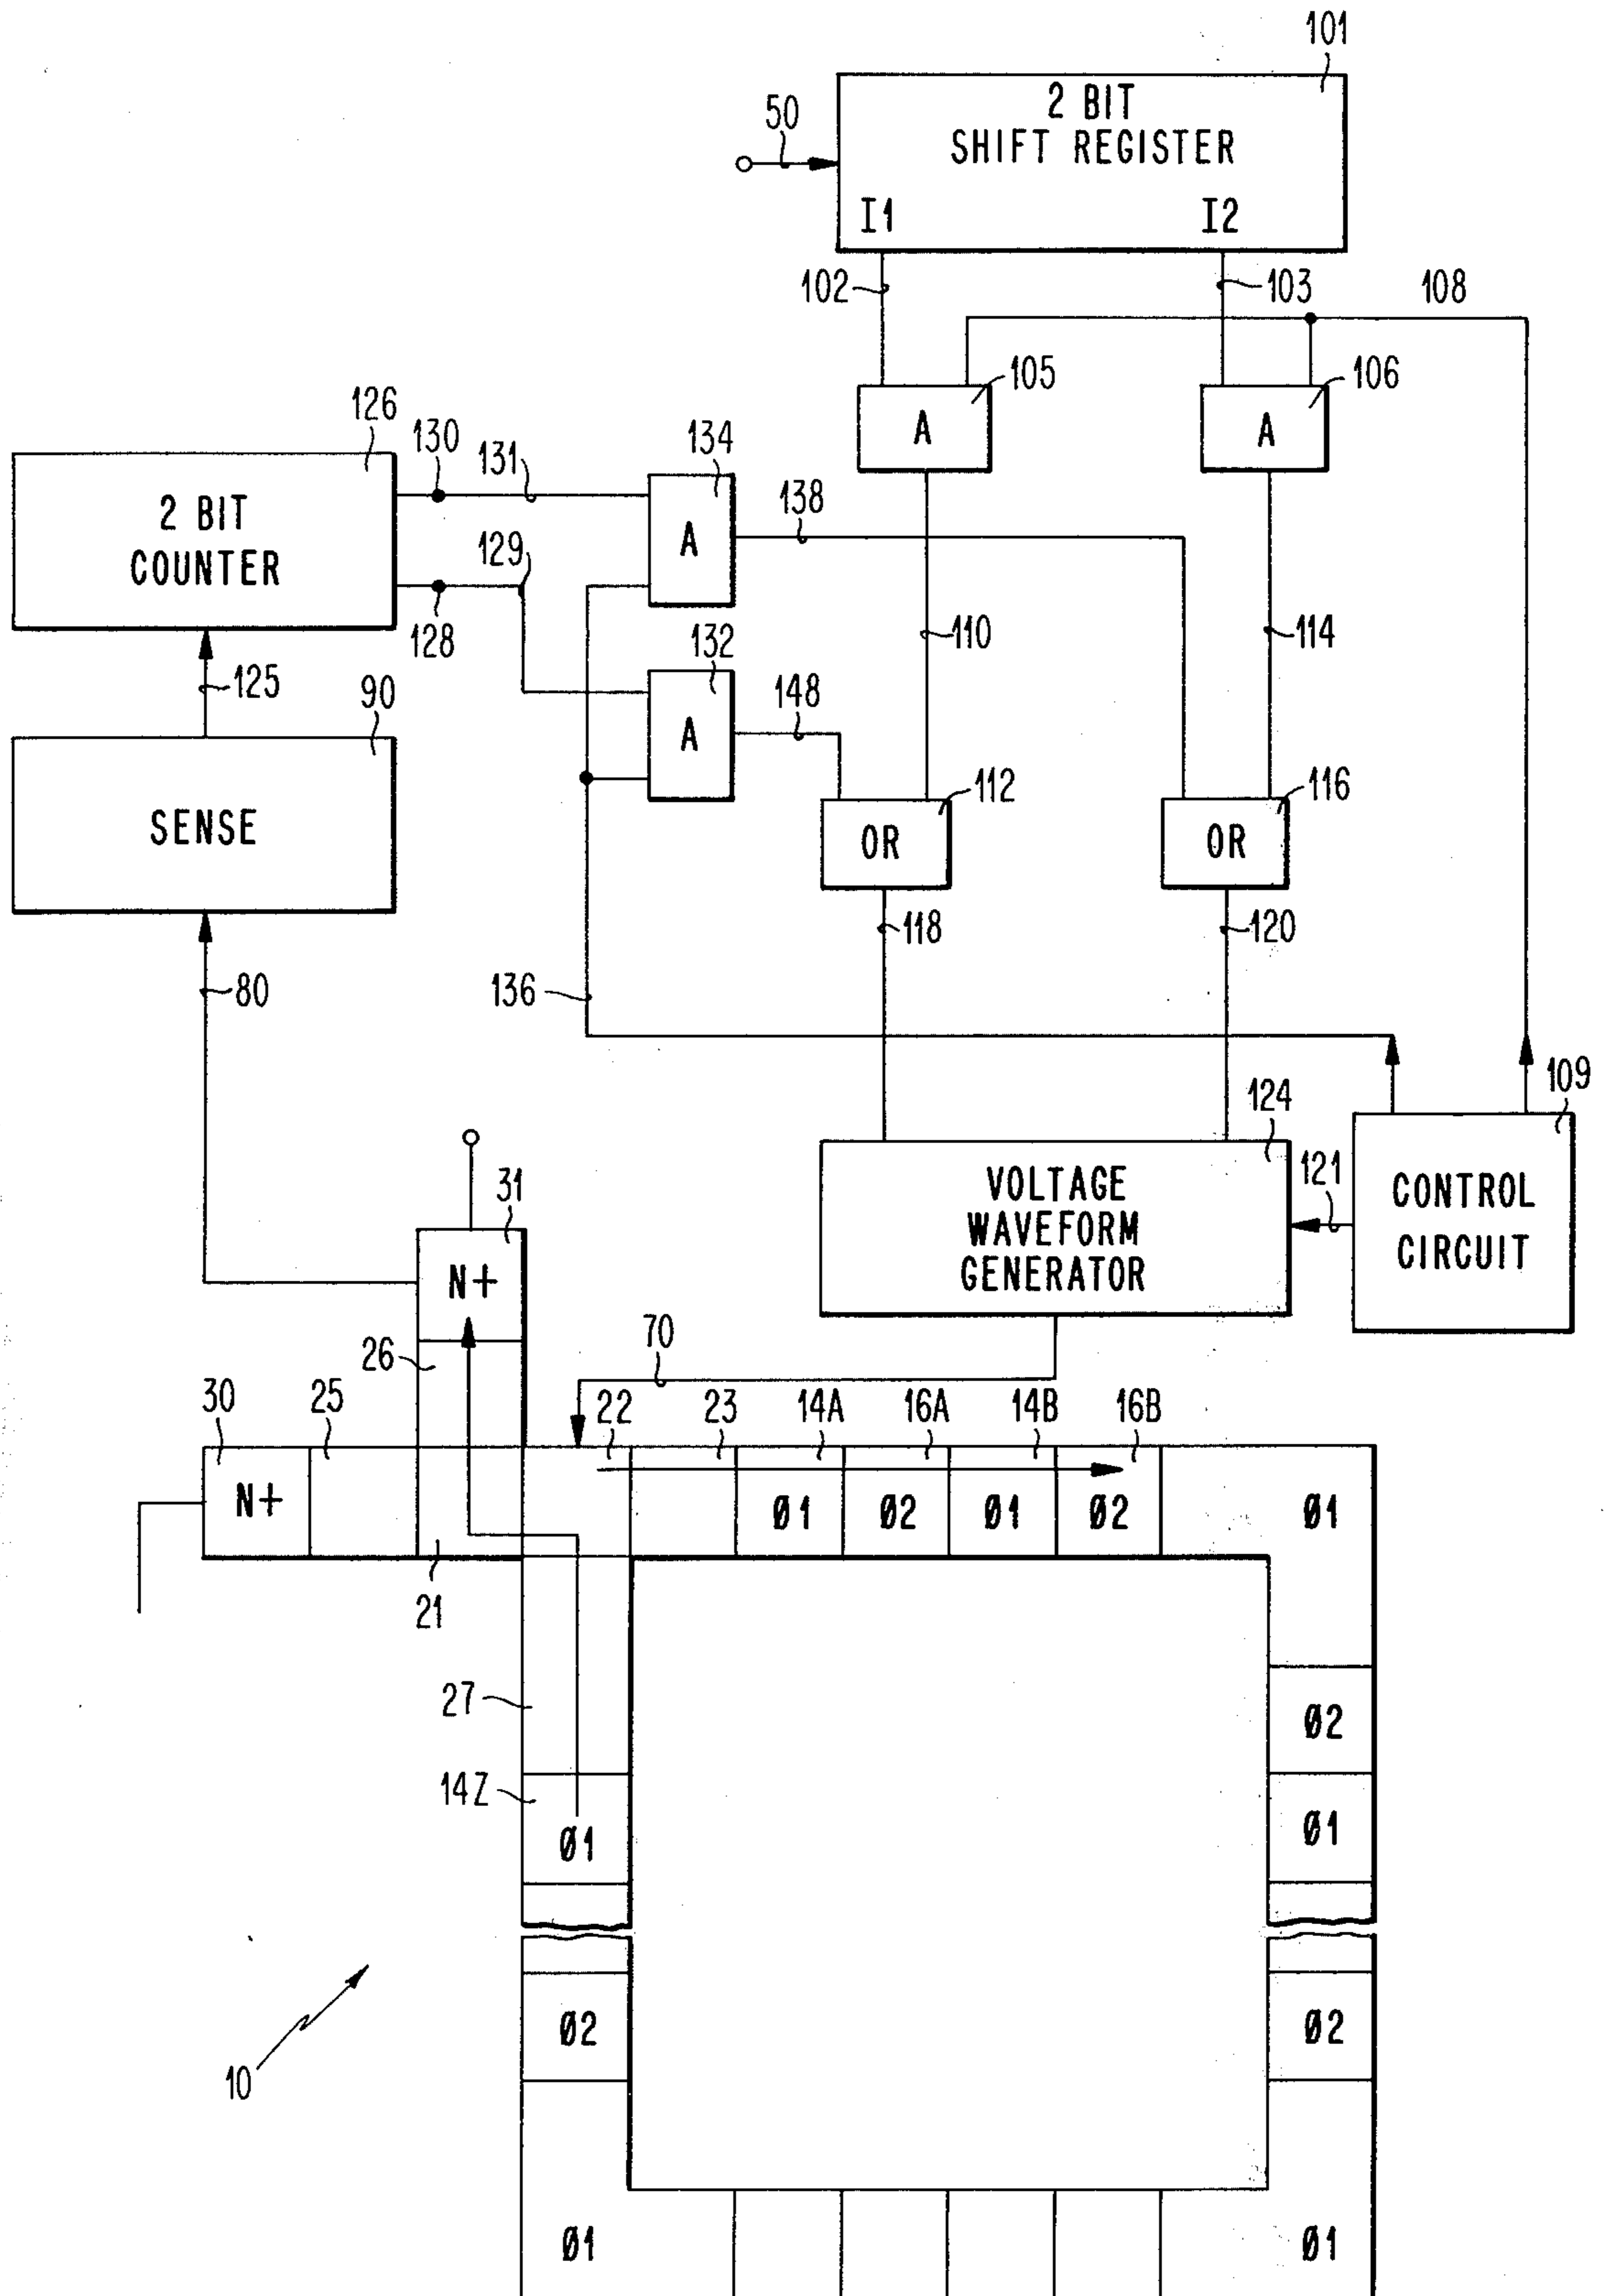 101
2 BIT
SHIFT REGISTER
50
I1 I2
102 103 108
105 106
A A
126 130 131 134
2 BIT
COUNTER
138
A
129
128
132
110 114
125
90
148
A
112 116
SENSE
OR OR
118 120
80
136
109
124
121
31
VOLTAGE
WAVEFORM
GENERATOR
CONTROL
CIRCUIT
N+
70
26
30 25 22 23 14A 16A 14B 16B
N+ Ø1 Ø2 Ø1 Ø2 Ø1
21
27
Ø2
14Z
Ø1 Ø1
Ø2 Ø2
10
Ø1 Ø1